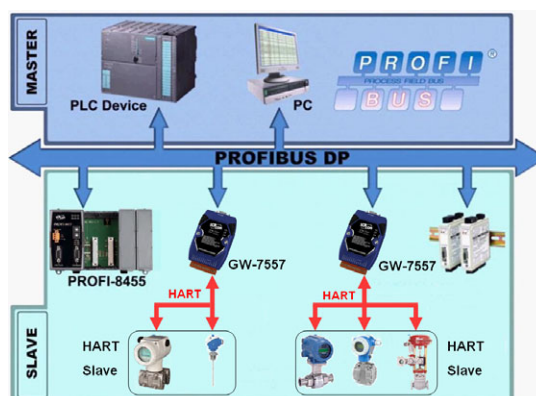 MASTER
PLC Device
PC
PROFI®
PROCESS FIELD BUS
BUS
PROFIBUS DP
PROFI-8455
GW-7557
GW-7557
HART
HART
HART
Slave
HART
Slave
SLAVE